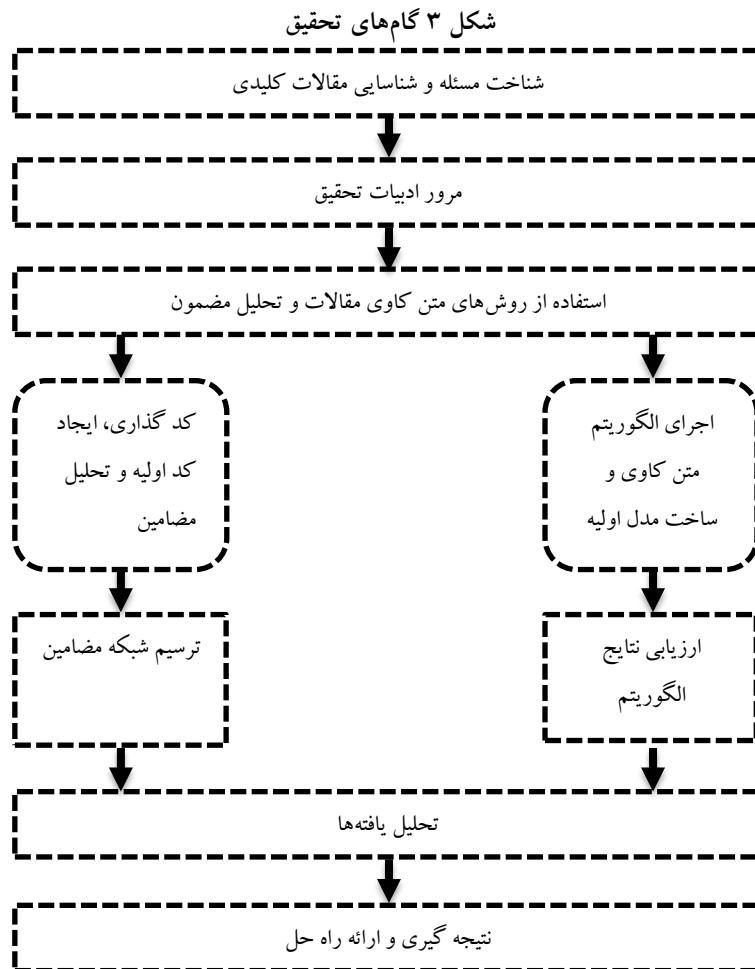 شکل ۳ گام‌های تحقیق
شناخت مسئله و شناسایی مقالات کلیدی
مرور ادبیات تحقیق
استفاده از روش‌های متن کاوی مقالات و تحلیل مضمون
اجرای الگوریتم
متن کاوی و
ساخت مدل اولیه
کد گذاری، ایجاد
کد اولیه و تحلیل
مضامین
ارزیابی نتایج
الگوریتم
ترسیم شبکه مضامین
تحلیل یافته‌ها
نتیجه گیری و ارائه راه حل